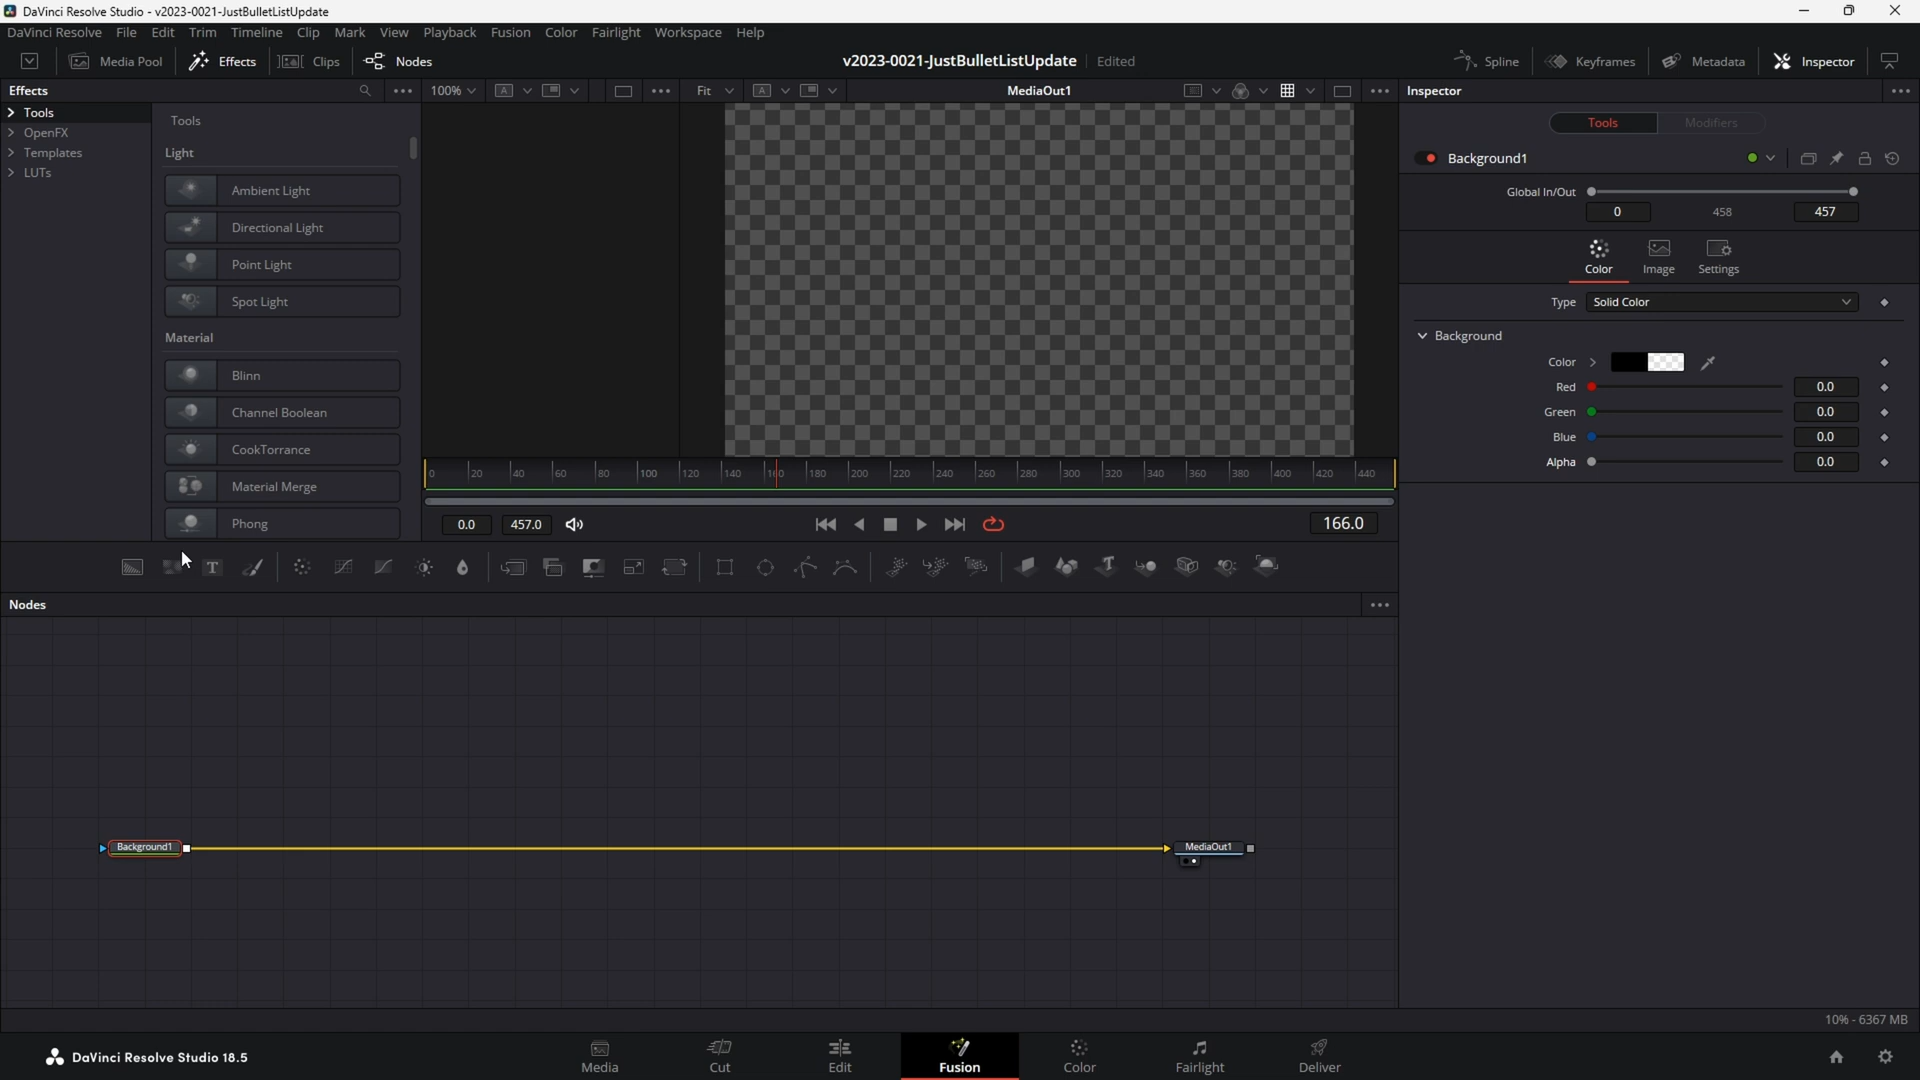 DaVinci Resolve Studio - v2023-0021-JustBulletListUpdate
DaVinci Resolve File Edit Trim Timeline Clip Mark View Playback Fusion Color Fairlight Workspace Help
Media Pool Effects Clips Nodes v2023-0021-JustBulletListUpdate Edited Spline Keyframes Metadata Inspector
Effects 100% A Fit A MediaOut1 Inspector
Tools
OpenFX
Templates
LUTs
Tools
Light
Ambient Light
Directional Light
Point Light
Spot Light
Material
Blinn
Channel Boolean
CookTorrance
Material Merge
Phong
0 20 40 60 80 100 120 140 160 180 200 220 240 260 280 300 320 340 360 380 400 420 440
0.0 457.0 166.0
T
Nodes
Background1 MediaOut1
Tools Modifiers
Background1
Global In/Out
0 458 457
Color Image Settings
Type Solid Color
Background
Color
Red 0.0
Green 0.0
Blue 0.0
Alpha 0.0
10% - 6367 MB
DaVinci Resolve Studio 18.5
Media Cut Edit Fusion Color Fairlight Deliver